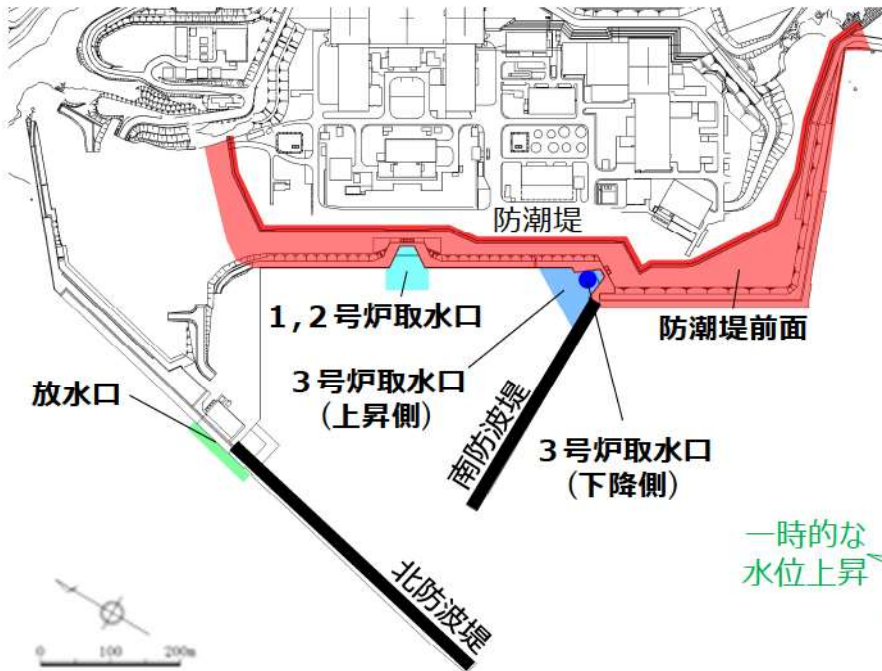 防潮堤
1,2号炉取水口
防潮堤前面
3号炉取水口
(上昇側)
放水口
3号炉取水口
(下降側)
南防波堤
一時的な
水位上昇
北防波堤
0 100 200m